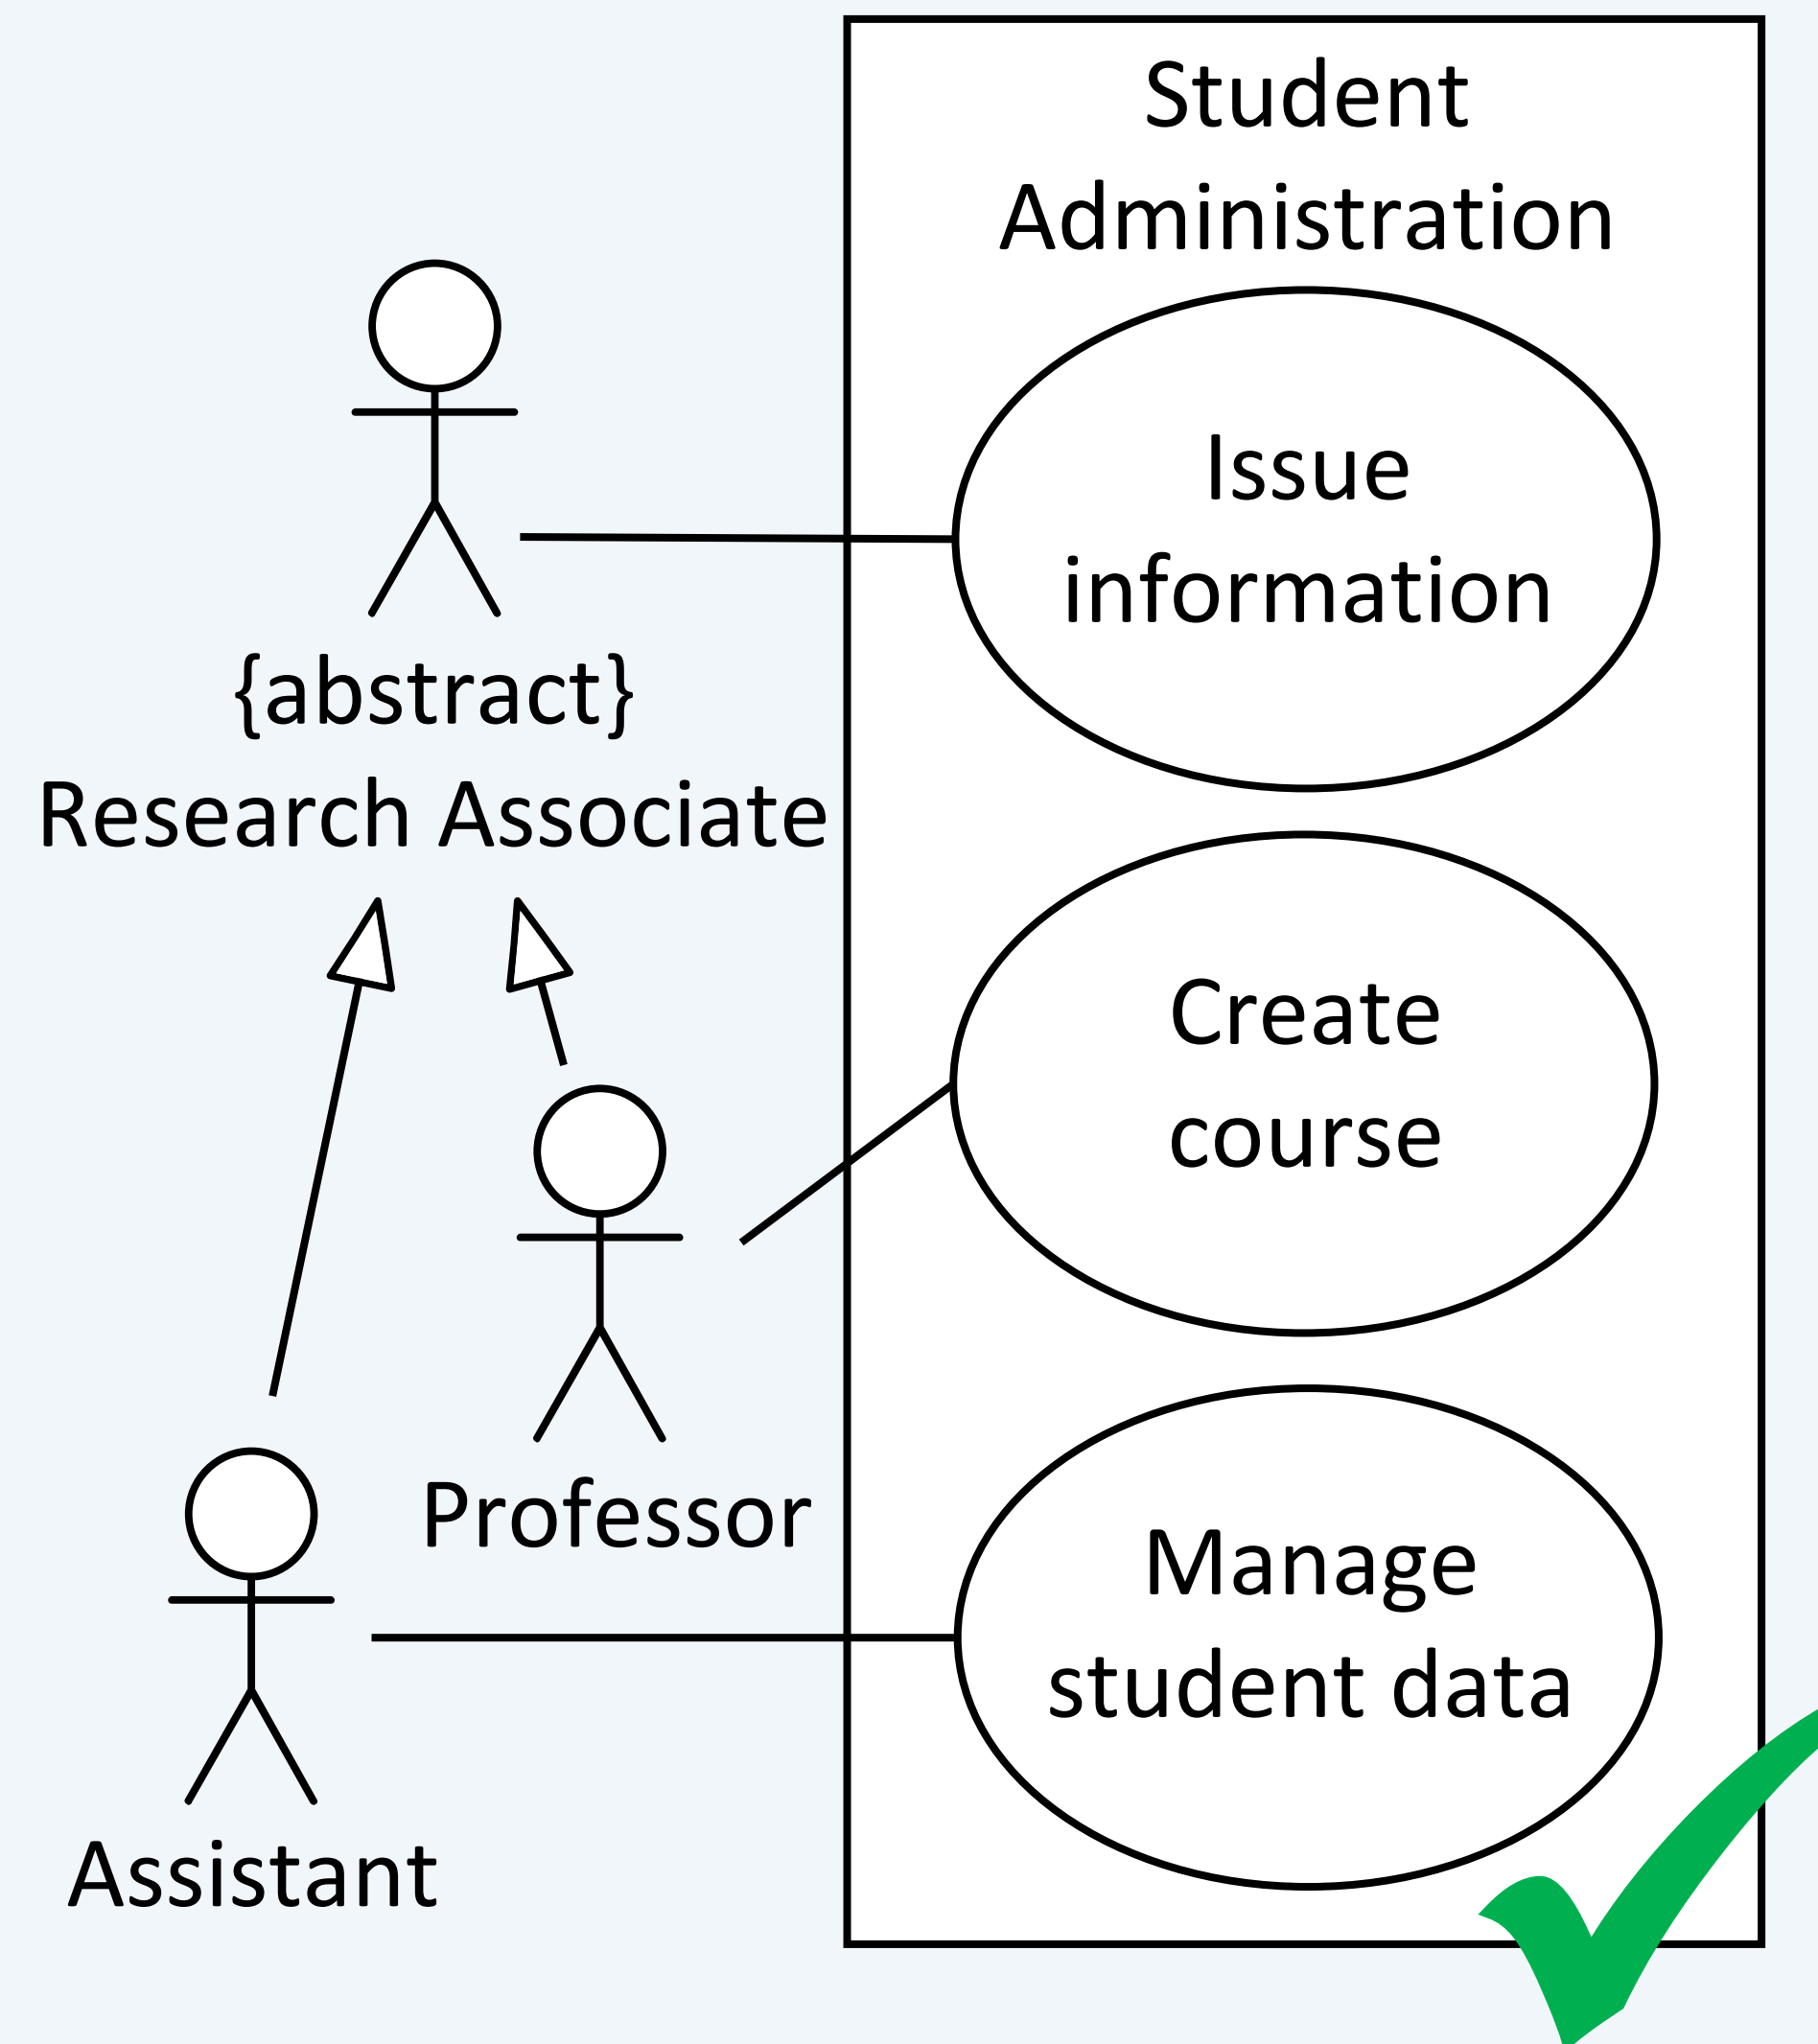 Student
Administration
Issue
information
{abstract}
Research Associate
Create
course
Professor
Manage
student data
Assistant